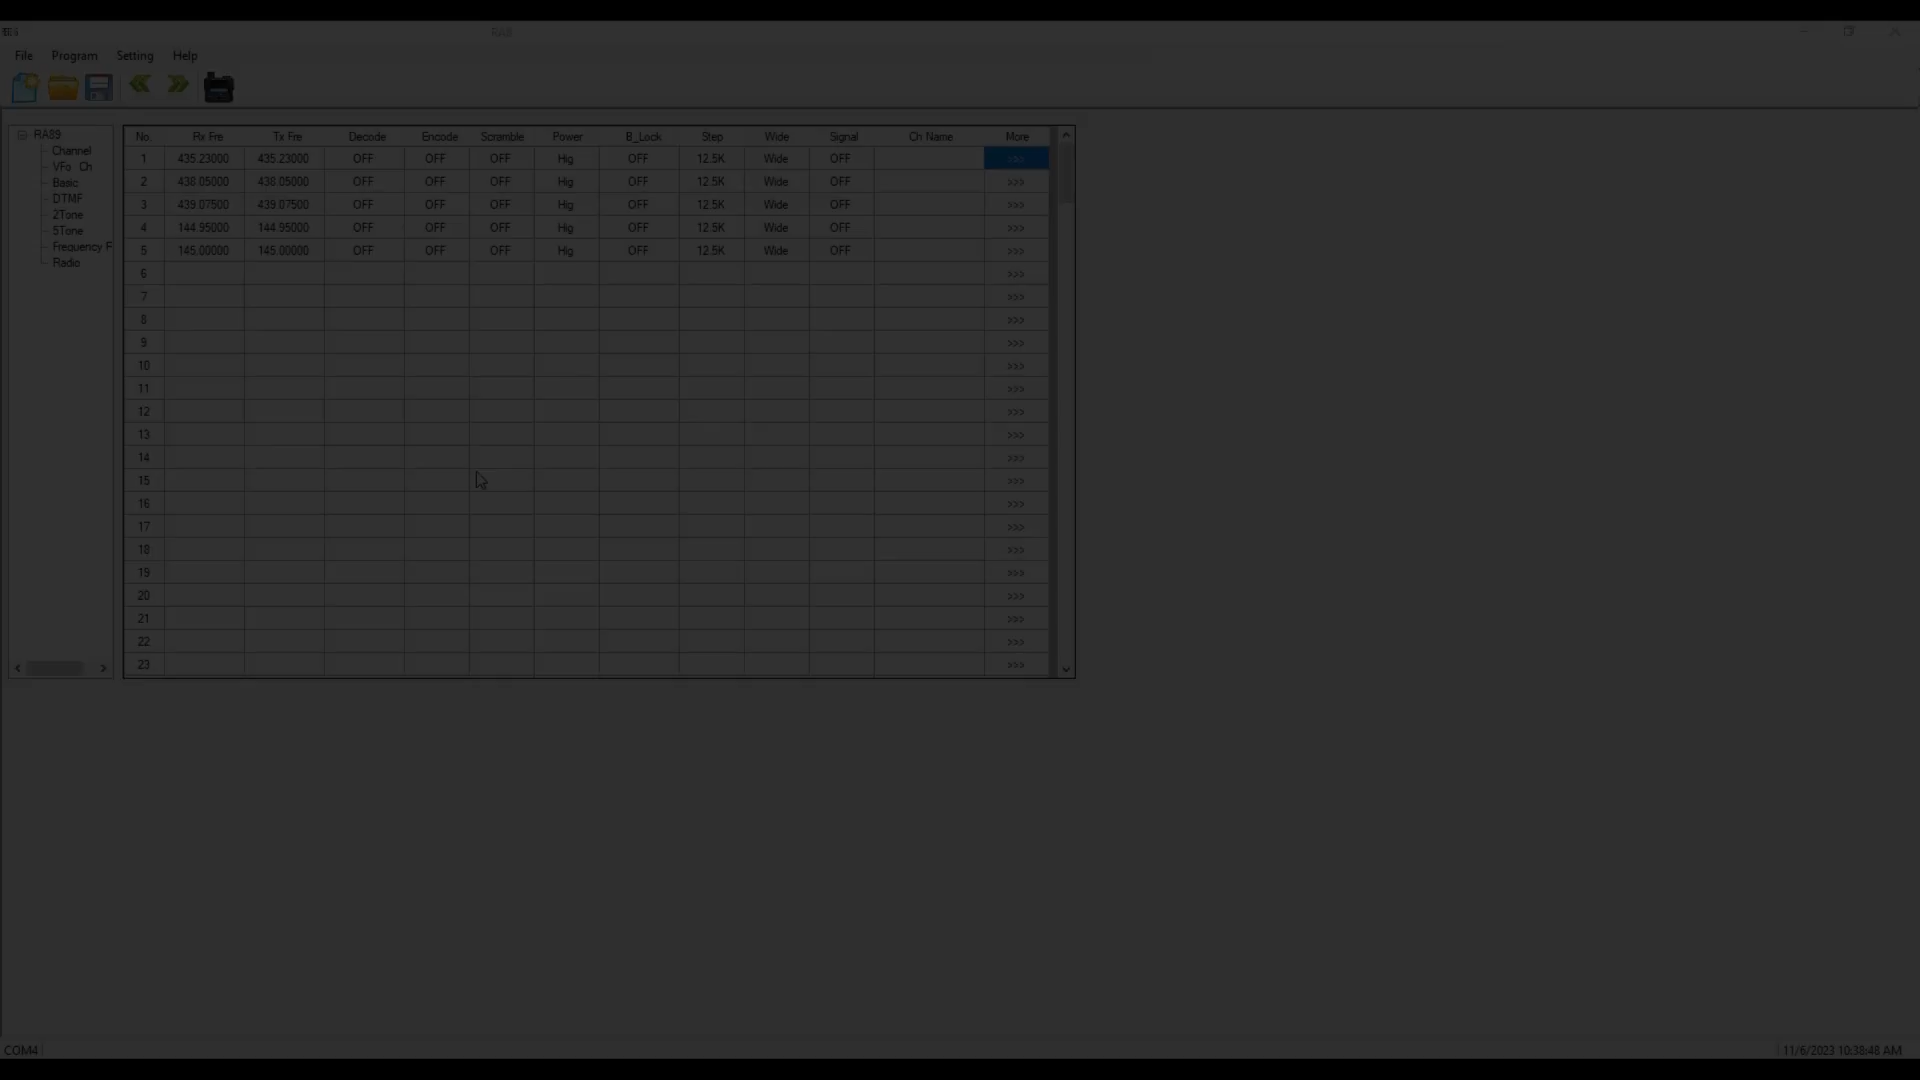 RA8
File Program Setting Help
RA89
Channel
VFo Ch
Basic
DTMF
2Tone
5Tone
Frequency F
Radio
No. Rx Fre Tx Fre Decode Encode Scramble Power B_Lock Step Wide Signal Ch Name More
1 435.23000 435.23000 OFF OFF OFF Hig OFF 12.5K Wide OFF >>>
2 438.05000 438.05000 OFF OFF OFF Hig OFF 12.5K Wide OFF >>>
3 439.07500 439.07500 OFF OFF OFF Hig OFF 12.5K Wide OFF >>>
4 144.95000 144.95000 OFF OFF OFF Hig OFF 12.5K Wide OFF >>>
5 145.00000 145.00000 OFF OFF OFF Hig OFF 12.5K Wide OFF >>>
6 >>>
7 >>>
8 >>>
9 >>>
10 >>>
11 >>>
12 >>>
13 >>>
14 >>>
15 >>>
16 >>>
17 >>>
18 >>>
19 >>>
20 >>>
21 >>>
22 >>>
23 >>>
COM4 11/6/2023 10:38:48 AM